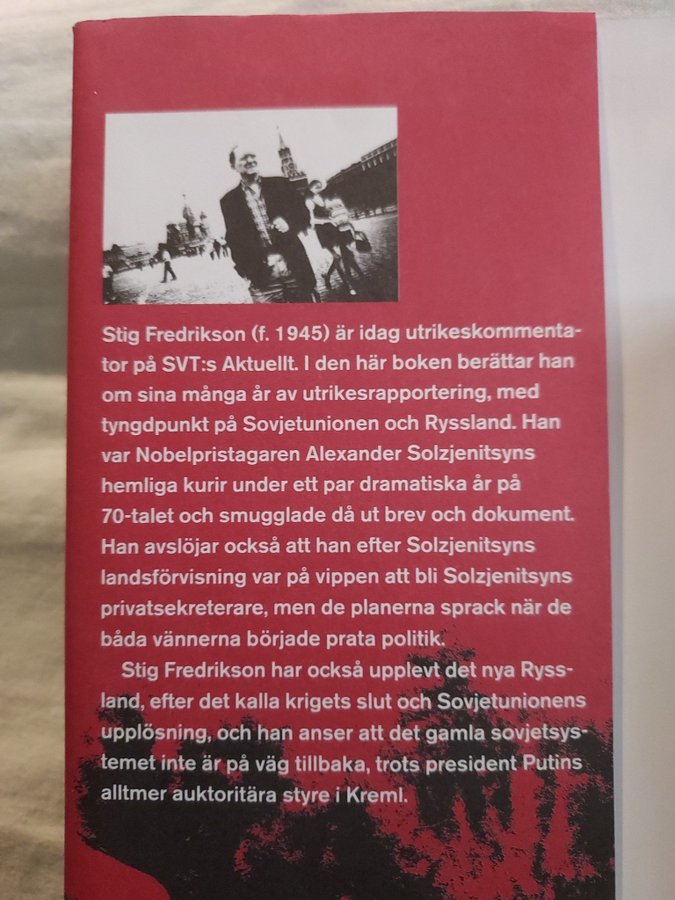 Stig Fredrikson (f. 1945) är idag utrikeskommenta-
tor på SVT:s Aktuellt. I den här boken berättar han
om sina många år av utrikesrapportering, med
tyngdpunkt på Sovjetunionen och Ryssland. Han
var Nobelpristagaren Alexander Solzjenitsyns
hemliga kurir under ett par dramatiska år på
70-talet och smugglade då ut brev och dokument.
Han avslöjar också att han efter Solzjenitsyns
landsförvisning var på vippen att bli Solzjenitsyns
privatsekreterare, men de planerna sprack när de
båda vännerna började prata politik.
Stig Fredrikson har också upplevt det nya Ryss-
land, efter det kalla krigets slut och Sovjetunionens
upplösning, och han anser att det gamla sovjetsys-
temet inte är på väg tillbaka, trots president Putins
alltmer auktoritära styre i Kreml.